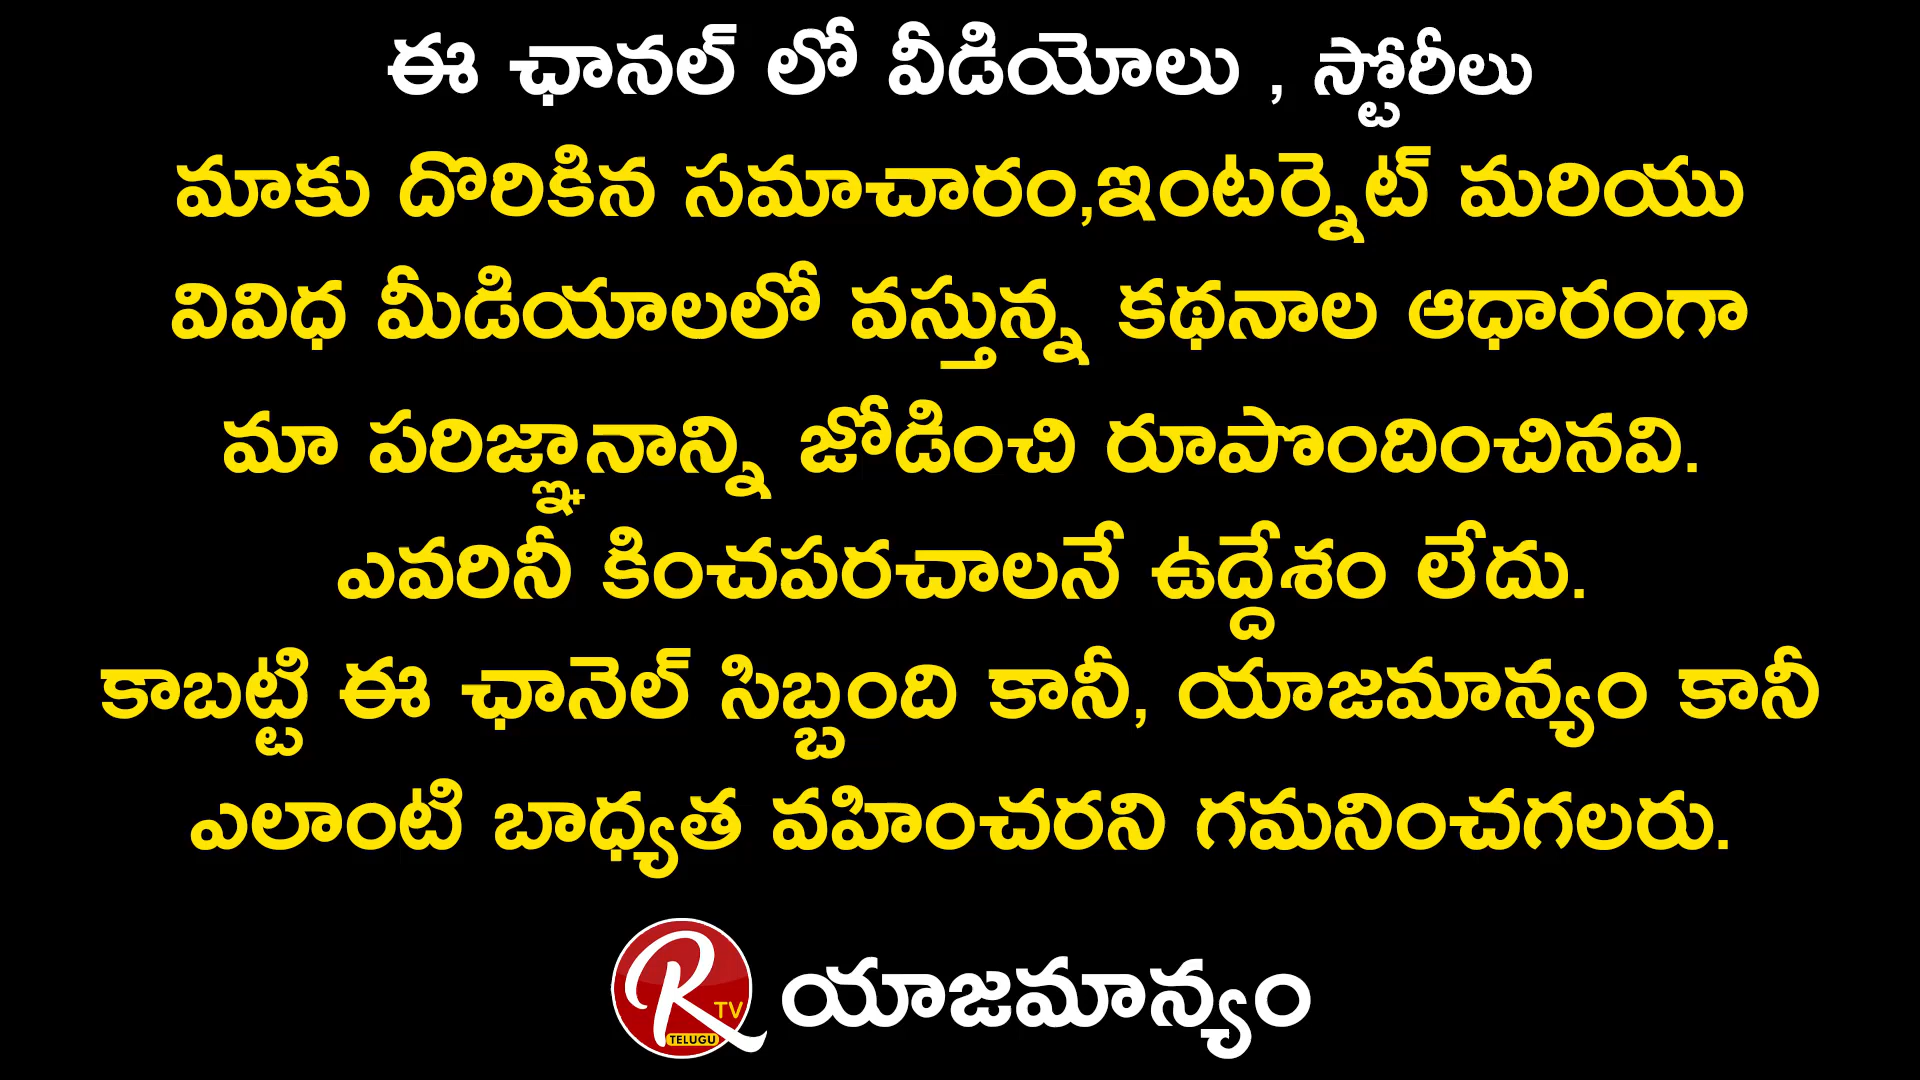 ఈ ఛానల్ లో వీడియోలు , స్టోరీలు
మాకు దొరికిన సమాచారం,ఇంటర్నెట్ మరియు
వివిధ మీడియాలలో వస్తున్న కథనాల ఆధారంగా
మా పరిజ్ఞానాన్ని జోడించి రూపొందించినవి.
ఎవరినీ కించపరచాలనే ఉద్దేశం లేదు.
కాబట్టి ఈ ఛానెల్ సిబ్బంది కానీ, యాజమాన్యం కానీ
ఎలాంటి బాధ్యత వహించరని గమనించగలరు.
R TV TELUGU యాజమాన్యం